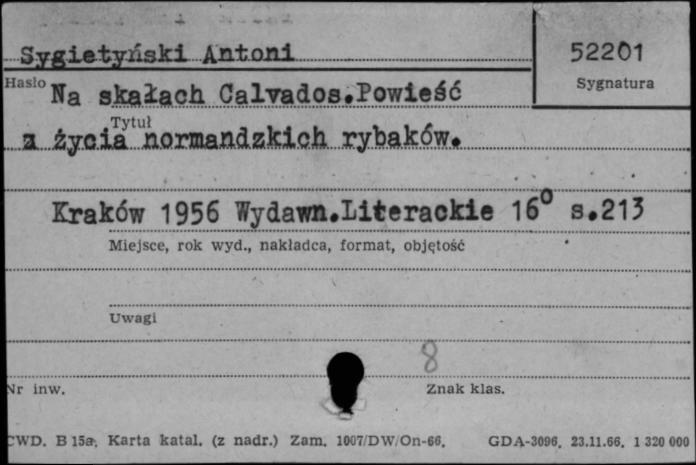 Sygietyński Antoni
52201
Hasło
Sygnatura
Na skałach Calvados.Powieść
Tytuł
z życia normandzkich rybaków.
Kraków 1956 Wydawn.Literackie 16⁰ s.213
Miejsce, rok wyd., nakładca, format, objętość
Uwagi
8
Nr inw.
Znak klas.
CWD. B 15a, Karta katal. (z nadr.) Zam. 1007/DW/On-66. GDA-3096. 23.11.66. 1 320 000